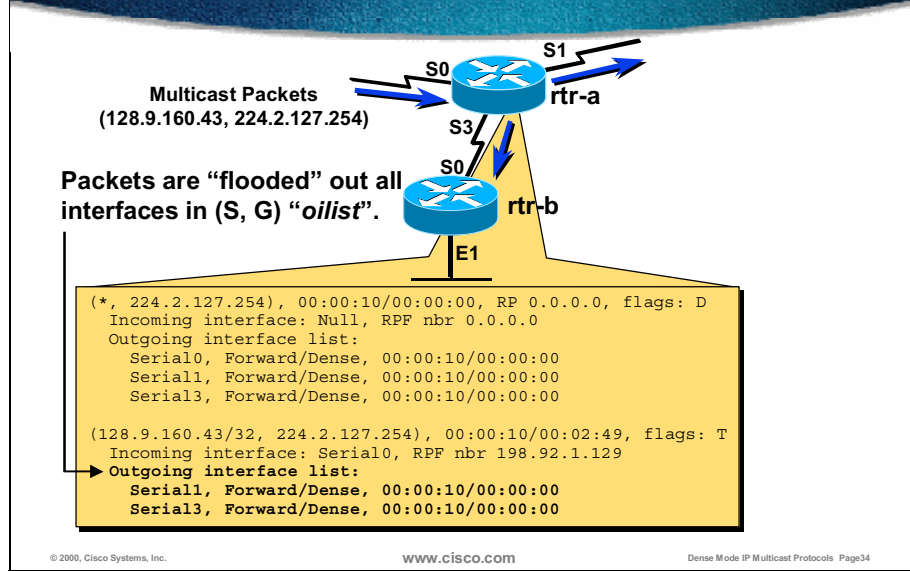 S1
S0
Multicast Packets
(128.9.160.43, 224.2.127.254)
rtr-a
S3
S0
Packets are “flooded” out all
interfaces in (S, G) “oilist”.
rtr-b
E1
(*, 224.2.127.254), 00:00:10/00:00:00, RP 0.0.0.0, flags: D
Incoming interface: Null, RPF nbr 0.0.0.0
Outgoing interface list:
Serial0, Forward/Dense, 00:00:10/00:00:00
Serial1, Forward/Dense, 00:00:10/00:00:00
Serial3, Forward/Dense, 00:00:10/00:00:00
(128.9.160.43/32, 224.2.127.254), 00:00:10/00:02:49, flags: T
Incoming interface: Serial0, RPF nbr 198.92.1.129
Outgoing interface list:
Serial1, Forward/Dense, 00:00:10/00:00:00
Serial3, Forward/Dense, 00:00:10/00:00:00
© 2000, Cisco Systems, Inc.
www.cisco.com
Dense Mode IP Multicast Protocols Page34